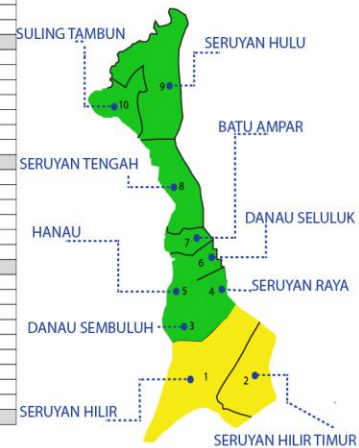 SULING TAMBUN
SERUYAN HULU
9
10
BATU AMPAR
SERUYAN TENGAH
8
DANAU SELULUK
HANAU
7
6
SERUYAN RAYA
5
4
DANAU SEMBULUH
3
1
2
SERUYAN HILIR
SERUYAN HILIR TIMUR